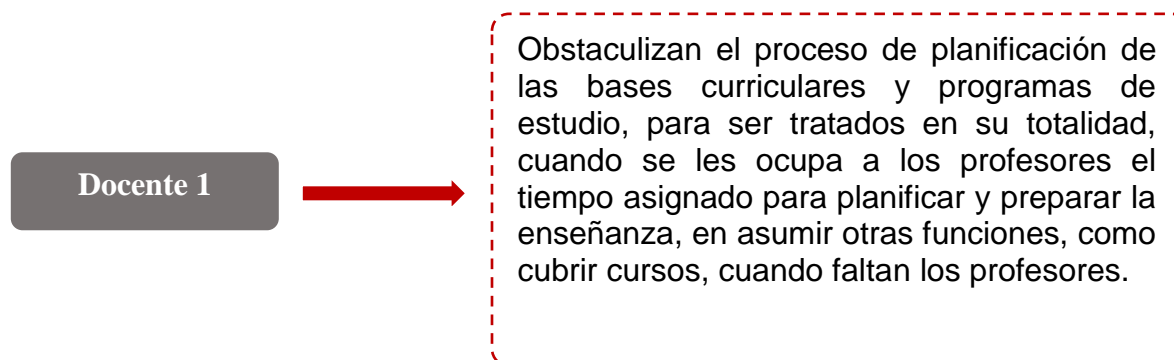 Docente 1
Obstaculizan el proceso de planificación de
las bases curriculares y programas de
estudio, para ser tratados en su totalidad,
cuando se les ocupa a los profesores el
tiempo asignado para planificar y preparar la
enseñanza, en asumir otras funciones, como
cubrir cursos, cuando faltan los profesores.